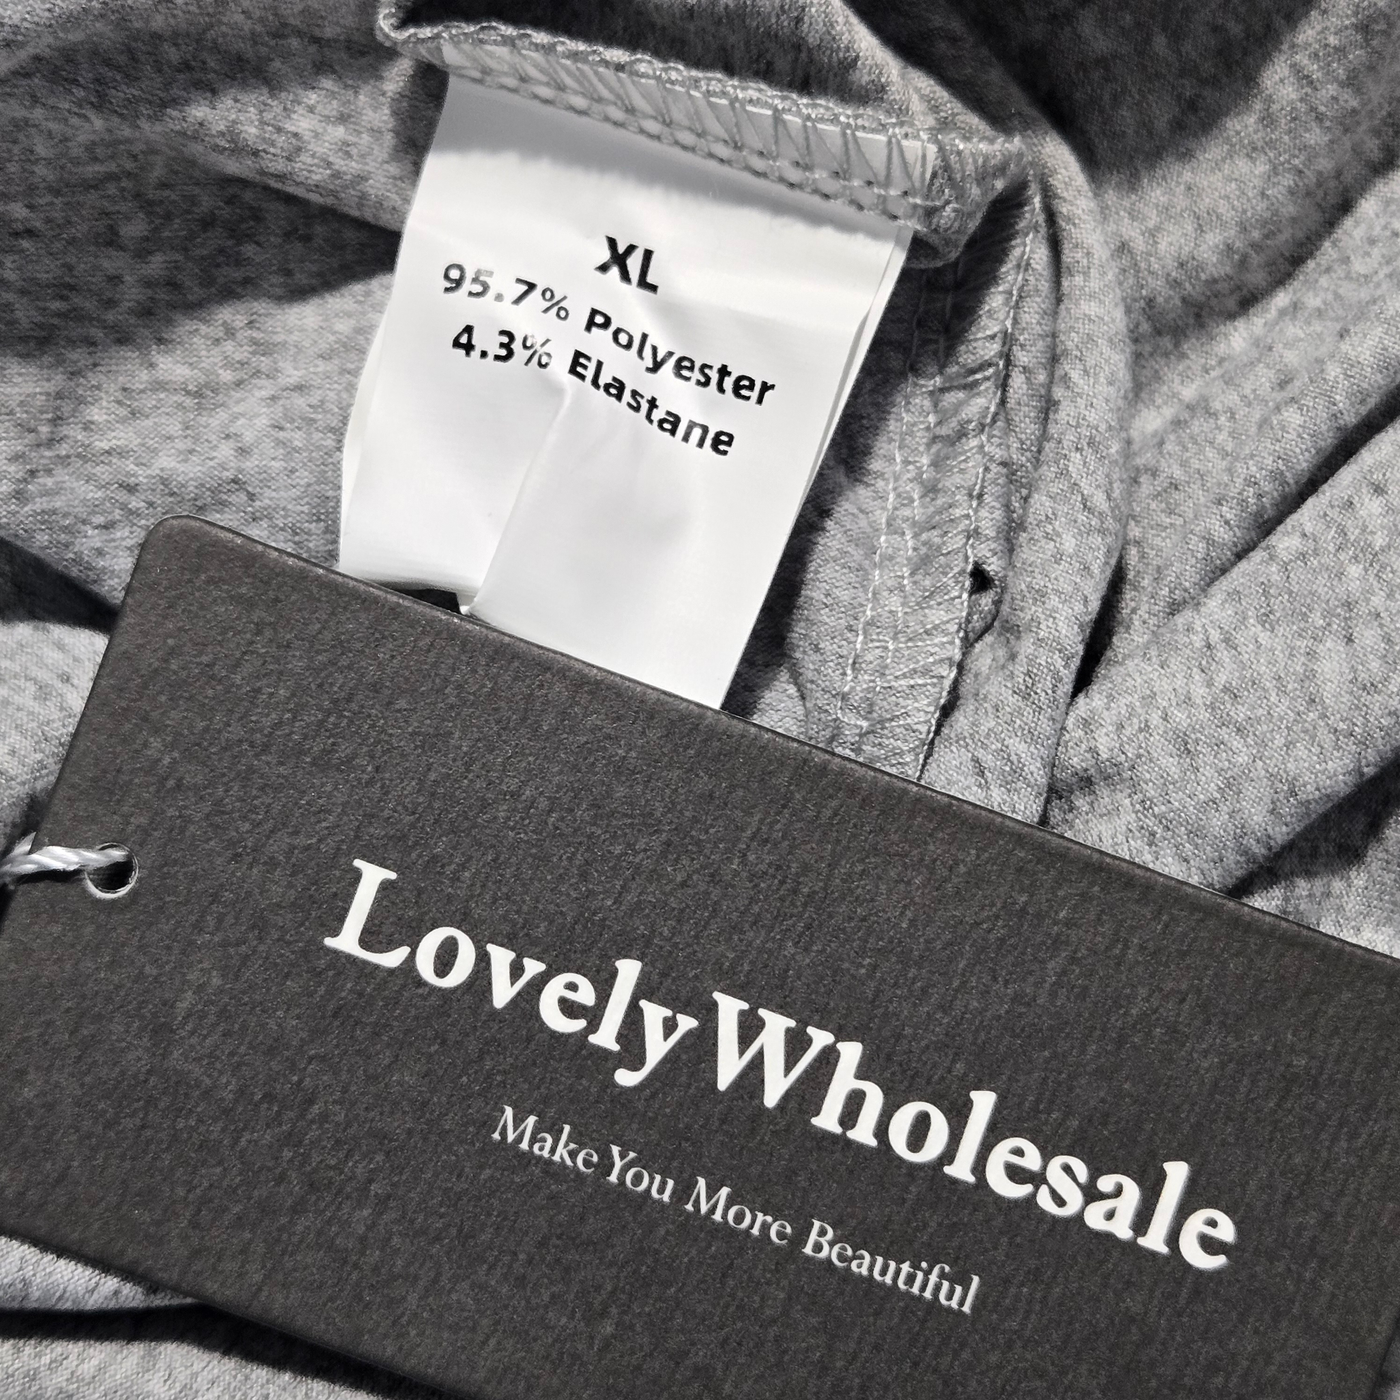 XL
95.7% Polyester
4.3% Elastane
LovelyWholesale
Make You More Beautiful